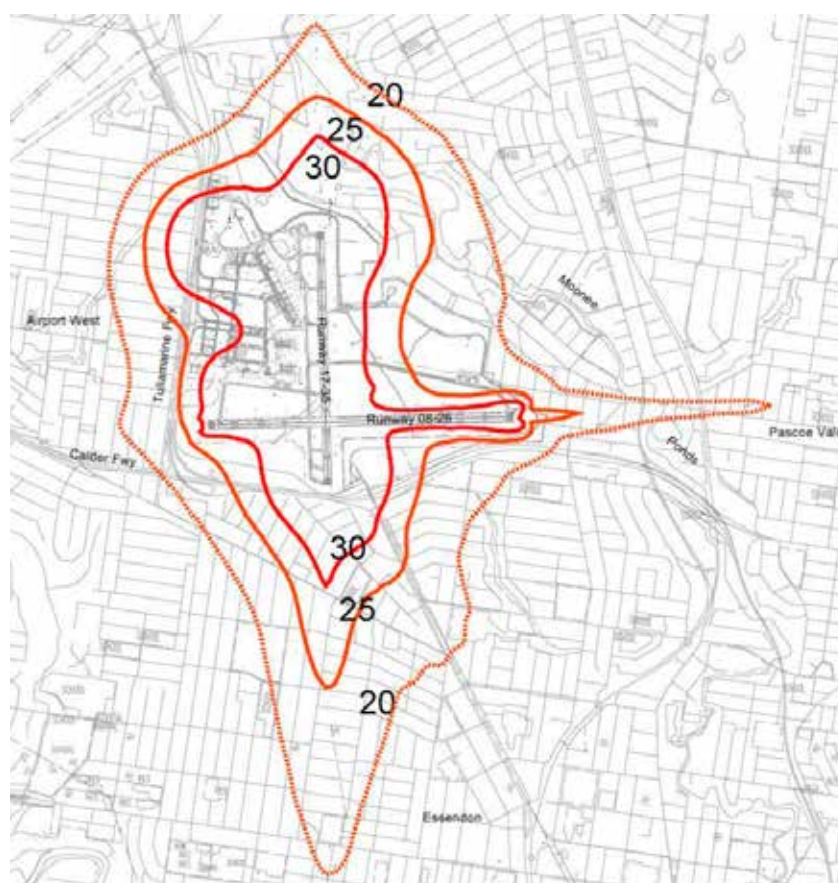 20
25
30
Moonee
Airport West
Tullamarine Fwy
Runway 17-35
Runway 08-26
Pascoe Val
Calder Fwy
Ponds
30
25
20
Essendon